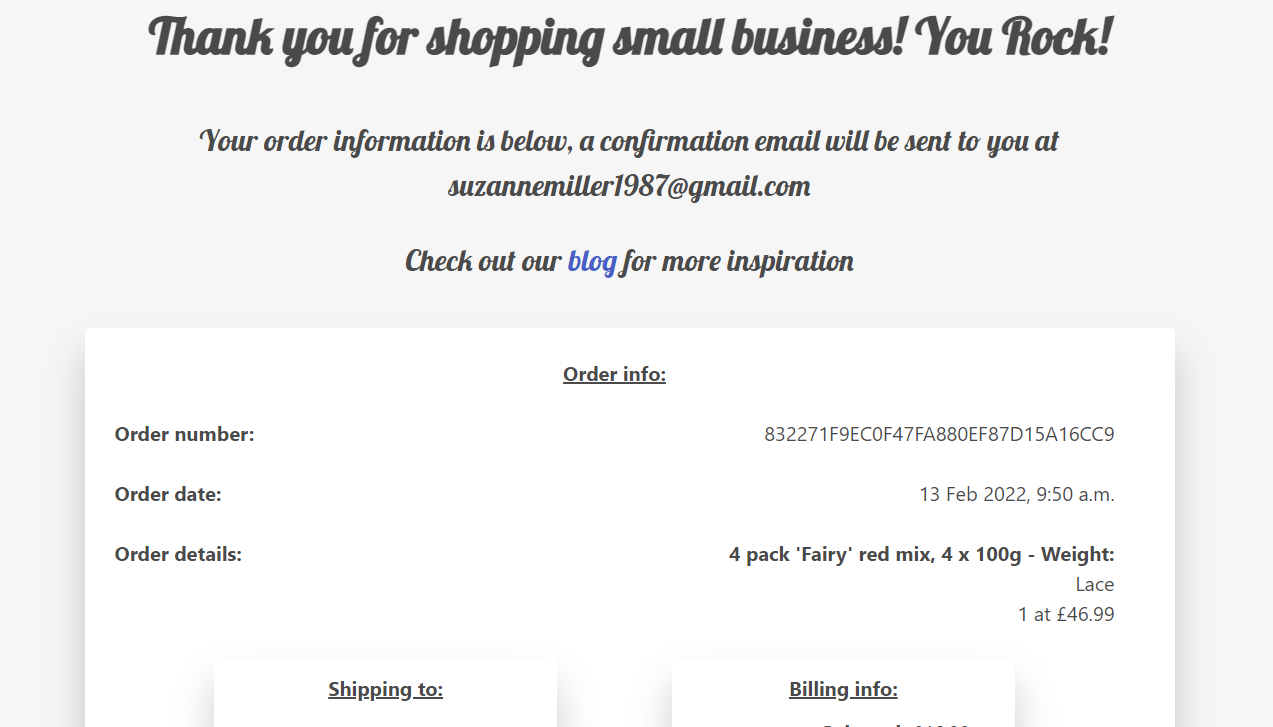 Thank you for shopping small business! You Rock!
Your order information is below, a confirmation email will be sent to you at
suzannemiller1987@gmail.com
Check out our blog for more inspiration
Order info:
Order number: 832271F9EC0F47FA880EF87D15A16CC9
Order date: 13 Feb 2022, 9:50 a.m.
Order details: 4 pack 'Fairy' red mix, 4 x 100g - Weight:
Lace
1 at £46.99
Shipping to: Billing info: